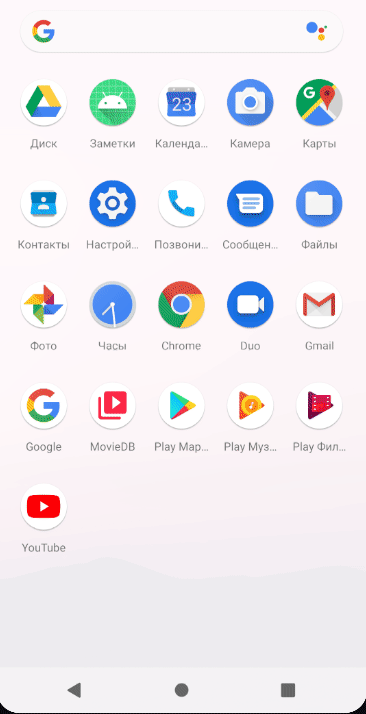 Диск Заметки 23 Календа... Камера Карты
Контакты Настрой... Позвони... Сообщен... Файлы
Фото Часы Chrome Duo Gmail
Google MovieDB Play Мар... Play Муз... Play Фил...
YouTube